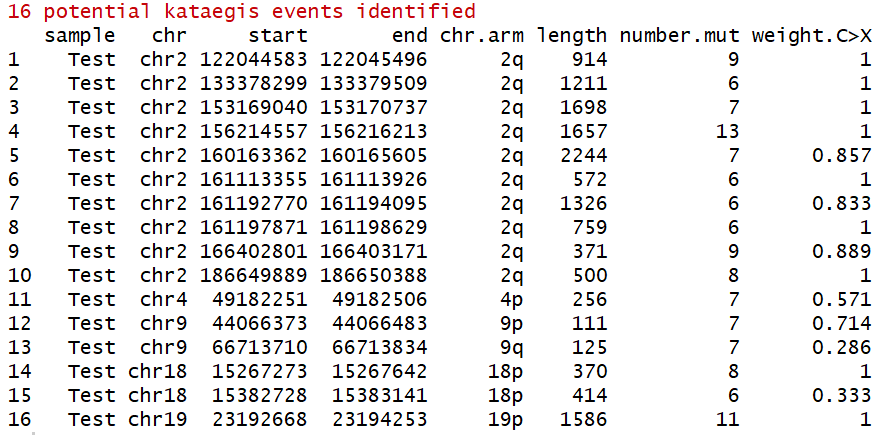 16 potential kataegis events identified
sample chr start end chr.arm length number.mut weight.C>X
1 Test chr2 122044583 122045496 2q 914 9 1
2 Test chr2 133378299 133379509 2q 1211 6 1
3 Test chr2 153169040 153170737 2q 1698 7 1
4 Test chr2 156214557 156216213 2q 1657 13 1
5 Test chr2 160163362 160165605 2q 2244 7 0.857
6 Test chr2 161113355 161113926 2q 572 6 1
7 Test chr2 161192770 161194095 2q 1326 6 0.833
8 Test chr2 161197871 161198629 2q 759 6 1
9 Test chr2 166402801 166403171 2q 371 9 0.889
10 Test chr2 186649889 186650388 2q 500 8 1
11 Test chr4 49182251 49182506 4p 256 7 0.571
12 Test chr9 44066373 44066483 9p 111 7 0.714
13 Test chr9 66713710 66713834 9q 125 7 0.286
14 Test chr18 15267273 15267642 18p 370 8 1
15 Test chr18 15382728 15383141 18p 414 6 0.333
16 Test chr19 23192668 23194253 19p 1586 11 1